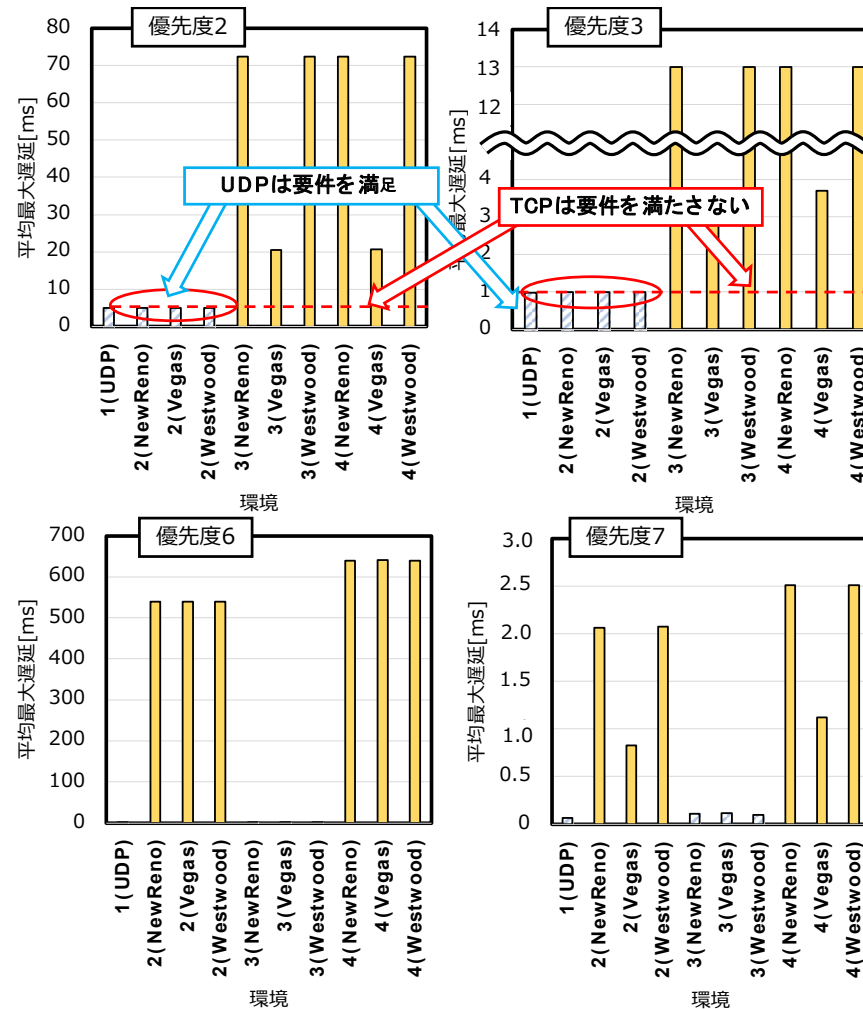 優先度2
平均最大遅延[ms]
80
70
60
50
40
30
20
10
0
1(UDP)
2(NewReno)
2(Vegas)
2(Westwood)
3(NewReno)
3(Vegas)
3(Westwood)
4(NewReno)
4(Vegas)
4(Westwood)
環境
優先度3
最大遅延[ms]
14
13
12
4
3
2
1
0
1(UDP)
2(NewReno)
2(Vegas)
2(Westwood)
3(NewReno)
3(Vegas)
3(Westwood)
4(NewReno)
4(Vegas)
4(Westwood)
環境
UDPは要件を満足
TCPは要件を満たさない
優先度6
平均最大遅延[ms]
700
600
500
400
300
200
100
0
1(UDP)
2(NewReno)
2(Vegas)
2(Westwood)
3(NewReno)
3(Vegas)
3(Westwood)
4(NewReno)
4(Vegas)
4(Westwood)
環境
優先度7
平均最大遅延[ms]
3.0
2.5
2.0
1.5
1.0
0.5
0
1(UDP)
2(NewReno)
2(Vegas)
2(Westwood)
3(NewReno)
3(Vegas)
3(Westwood)
4(NewReno)
4(Vegas)
4(Westwood)
環境